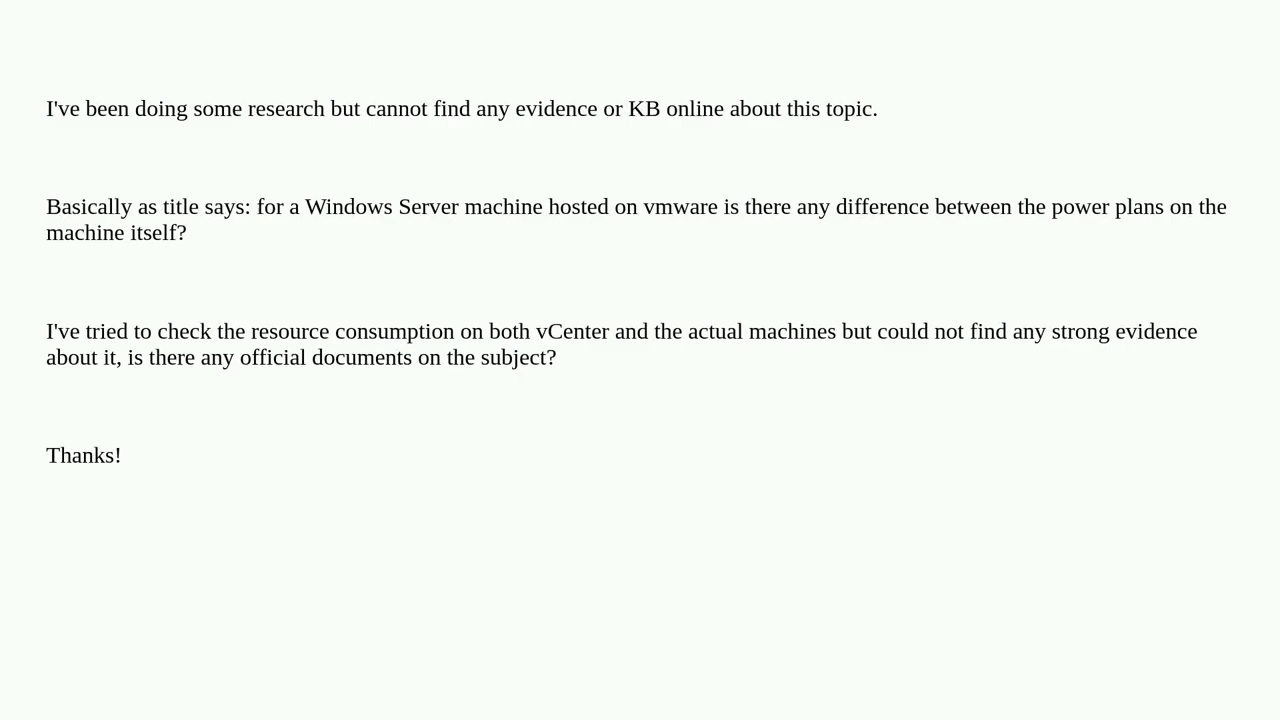 I've been doing some research but cannot find any evidence or KB online about this topic.
Basically as title says: for a Windows Server machine hosted on vmware is there any difference between the power plans on the
machine itself?
I've tried to check the resource consumption on both vCenter and the actual machines but could not find any strong evidence
about it, is there any official documents on the subject?
Thanks!